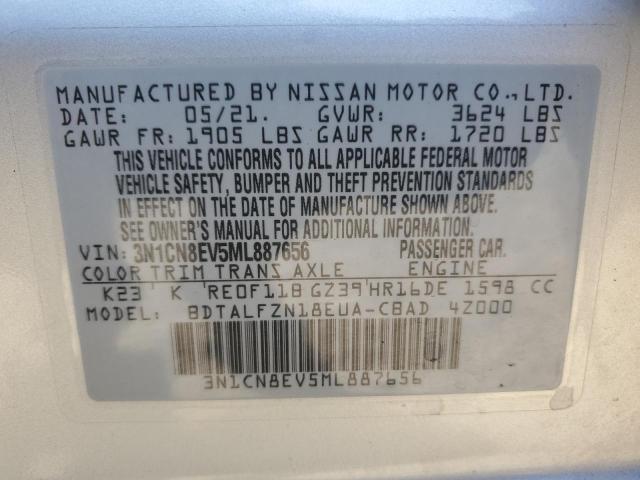 MANUFACTURED BY NISSAN MOTOR CO., LTD.
DATE: 05/21. GVWR: 3624 LBS
GAWR FR: 1905 LBS GAWR RR: 1720 LBS
THIS VEHICLE CONFORMS TO ALL APPLICABLE FEDERAL MOTOR
VEHICLE SAFETY, BUMPER AND THEFT PREVENTION STANDARDS
IN EFFECT ON THE DATE OF MANUFACTURE SHOWN ABOVE.
SEE OWNER'S MANUAL FOR ADDITIONAL INFORMATION.
VIN: 3N1CN8EV5ML887656 PASSENGER CAR.
COLOR TRIM TRANS AXLE ENGINE
K23 K RE0F11B GZ39 HR16DE 1598 CC
MODEL: BDTALFZN18EUA-CBAD 4Z000
3N1CN8EV5ML887656